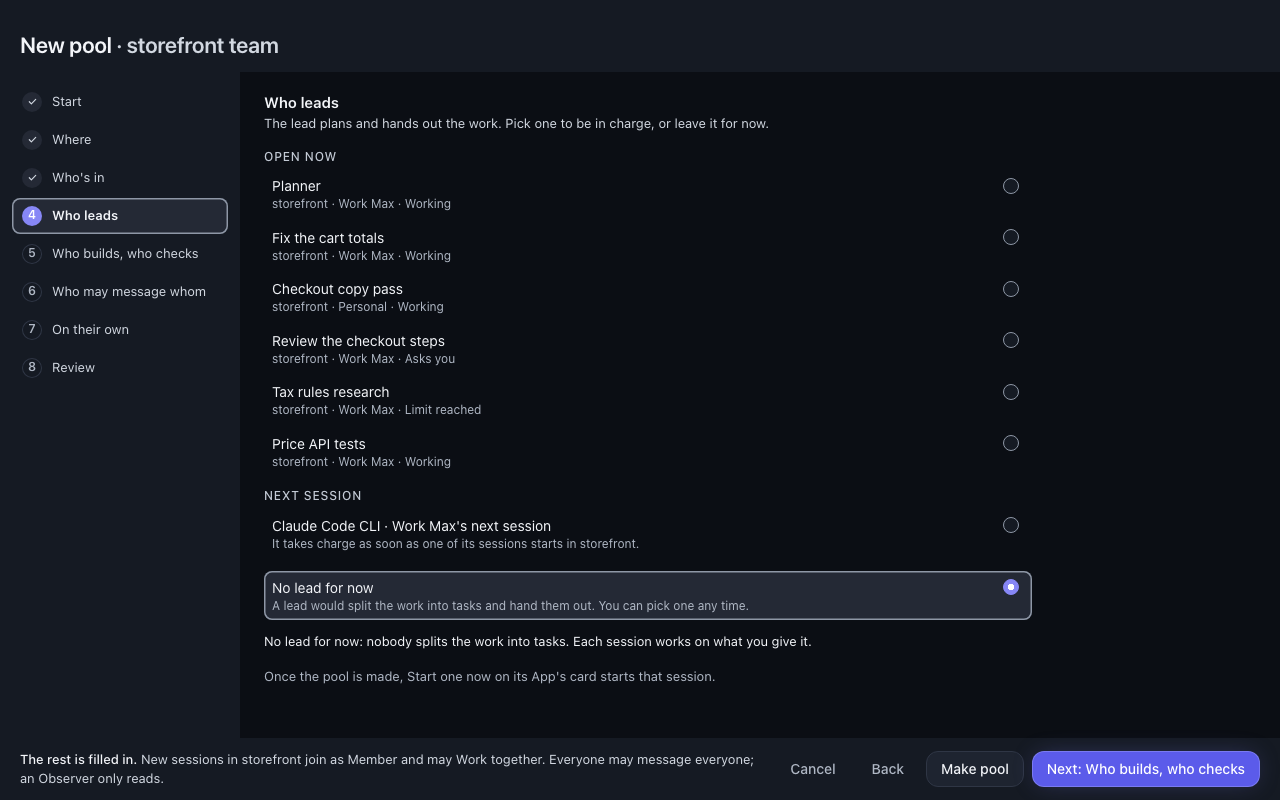 New pool · storefront team
Start
Where
Who's in
4 Who leads
5 Who builds, who checks
6 Who may message whom
7 On their own
8 Review
Who leads
The lead plans and hands out the work. Pick one to be in charge, or leave it for now.
OPEN NOW
Planner
storefront · Work Max · Working
Fix the cart totals
storefront · Work Max · Working
Checkout copy pass
storefront · Personal · Working
Review the checkout steps
storefront · Work Max · Asks you
Tax rules research
storefront · Work Max · Limit reached
Price API tests
storefront · Work Max · Working
NEXT SESSION
Claude Code CLI · Work Max's next session
It takes charge as soon as one of its sessions starts in storefront.
No lead for now
A lead would split the work into tasks and hand them out. You can pick one any time.
No lead for now: nobody splits the work into tasks. Each session works on what you give it.
Once the pool is made, Start one now on its App's card starts that session.
The rest is filled in. New sessions in storefront join as Member and may Work together. Everyone may message everyone;
an Observer only reads.
Cancel
Back
Make pool
Next: Who builds, who checks